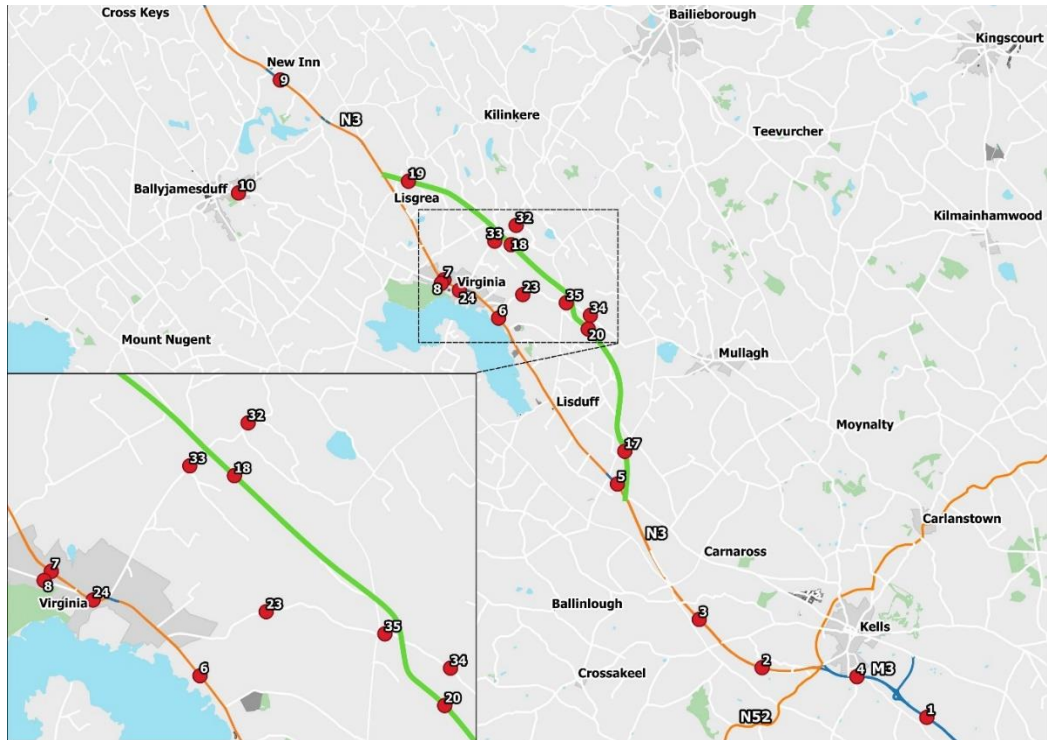 Cross Keys
Bailieborough
Kingscourt
New Inn
9
N3
Kilinkere
Teevurcher
19
Ballyjamesduff
10
Lisgrea
32
Kilmainhamwood
33
18
7
Virginia
8
24
23
35
34
6
20
Mount Nugent
Mullagh
Lisduff
Moynalty
17
5
N3
Carlanstown
Carnaross
Ballinlough
3
Kells
Crossakeel
2
4
M3
N52
1
32
33
18
7
8
24
Virginia
23
35
34
6
20